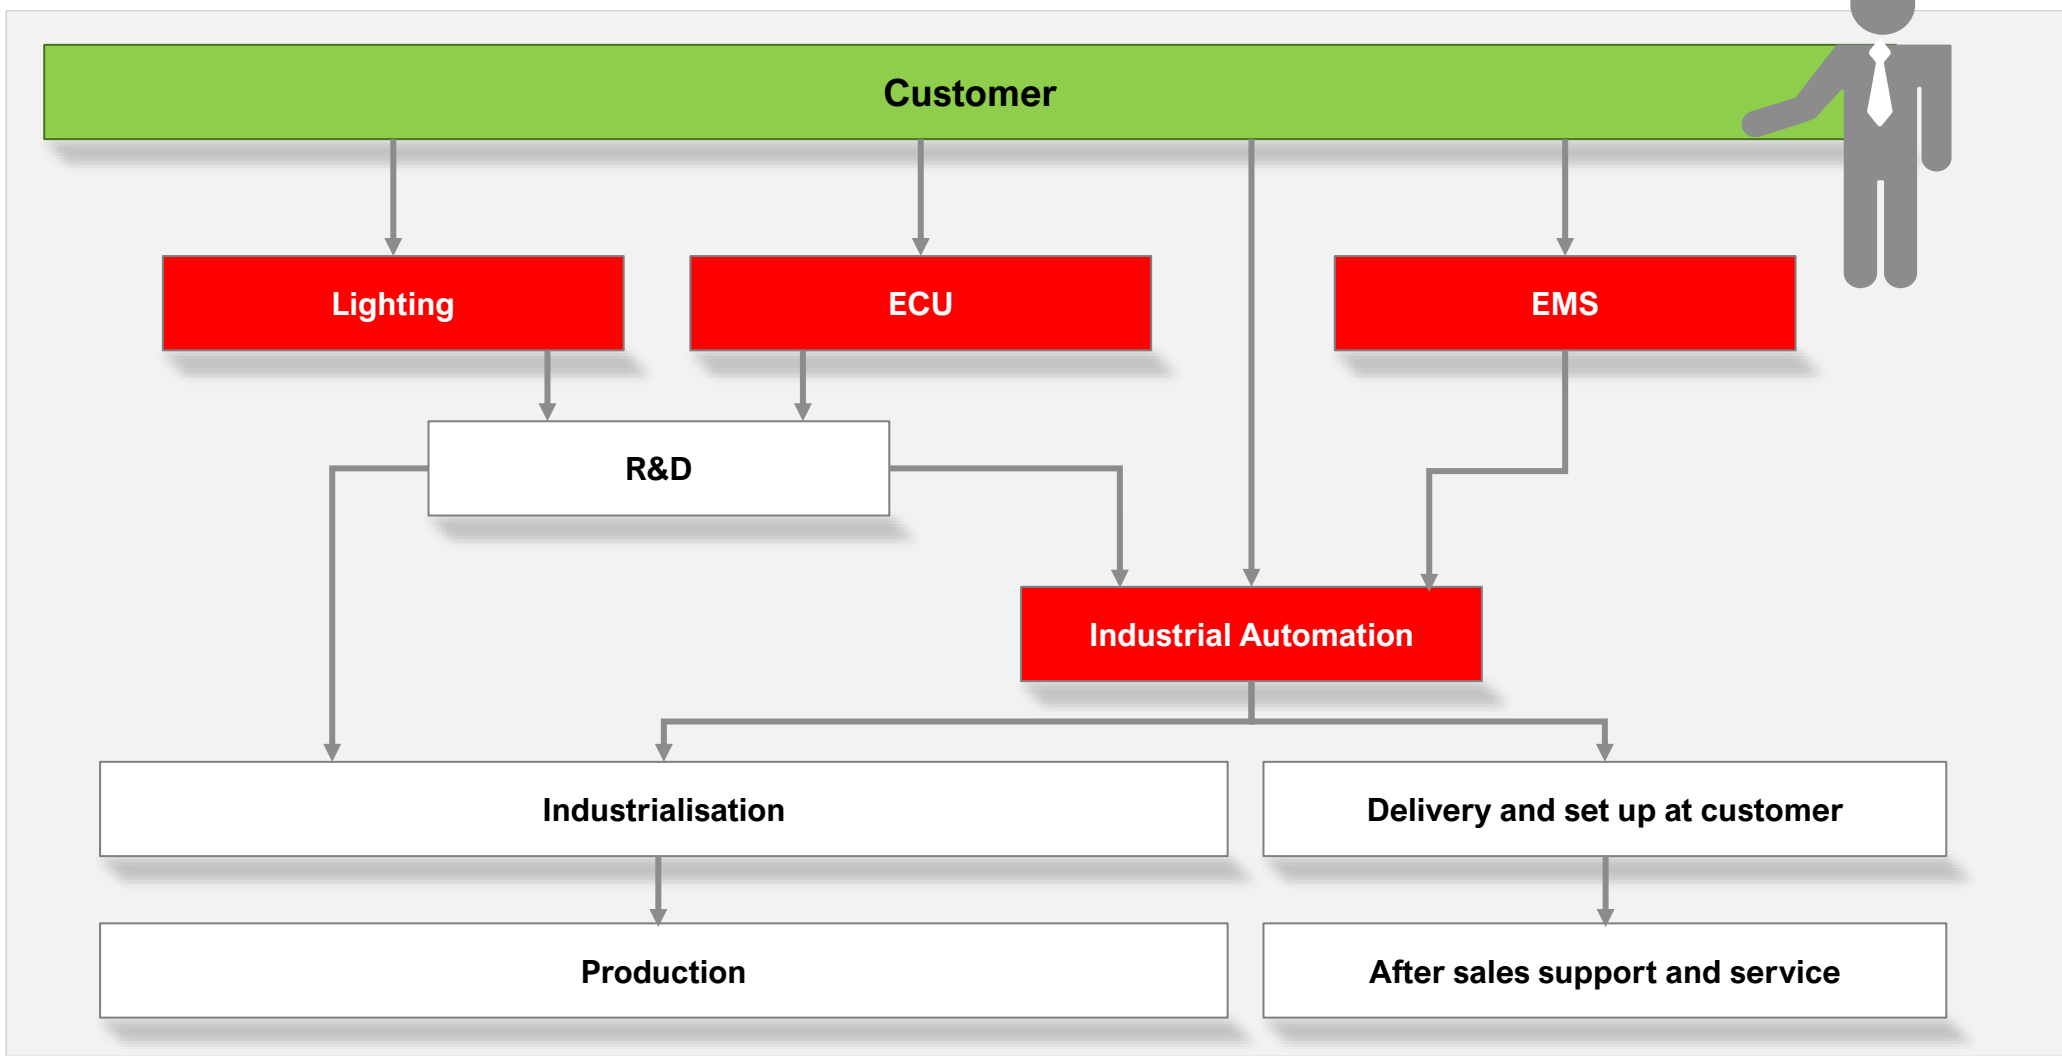 Customer
Lighting
ECU
EMS
R&D
Industrial Automation
Industrialisation
Delivery and set up at customer
Production
After sales support and service